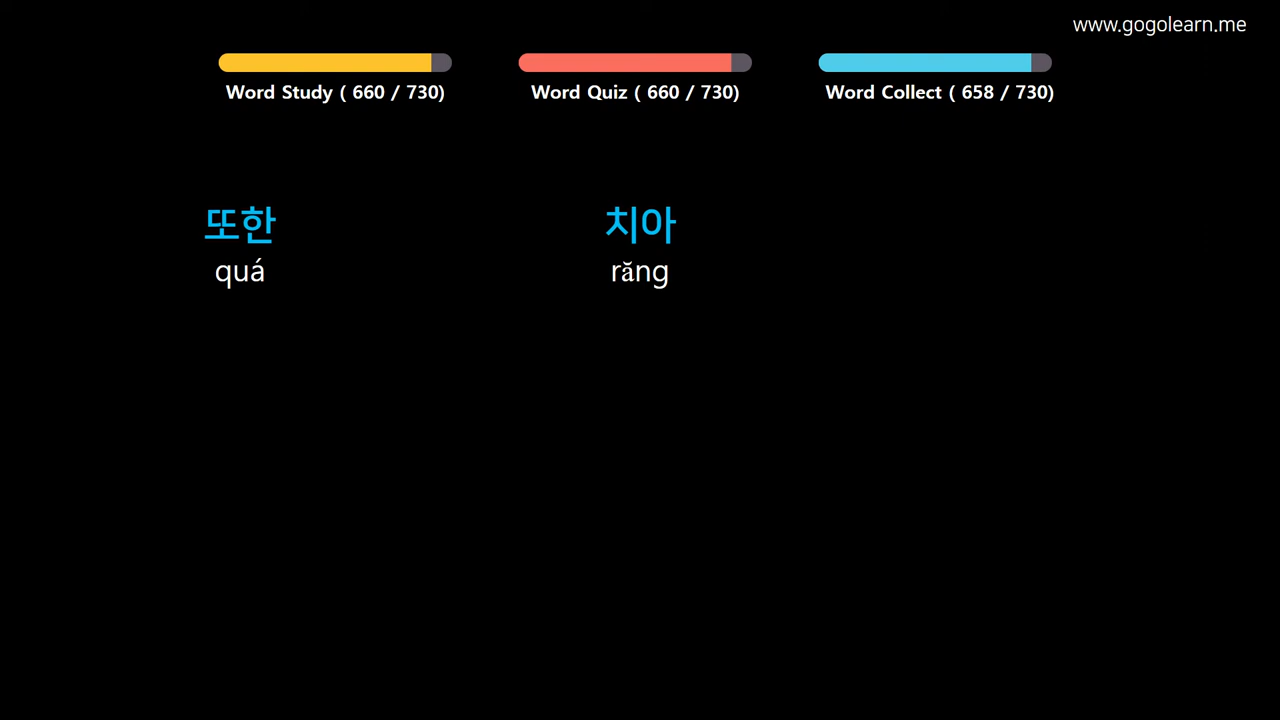 www.gogolearn.me
Word Study ( 660 / 730)
Word Quiz ( 660 / 730)
Word Collect ( 658 / 730)
또한
quá
치아
răng